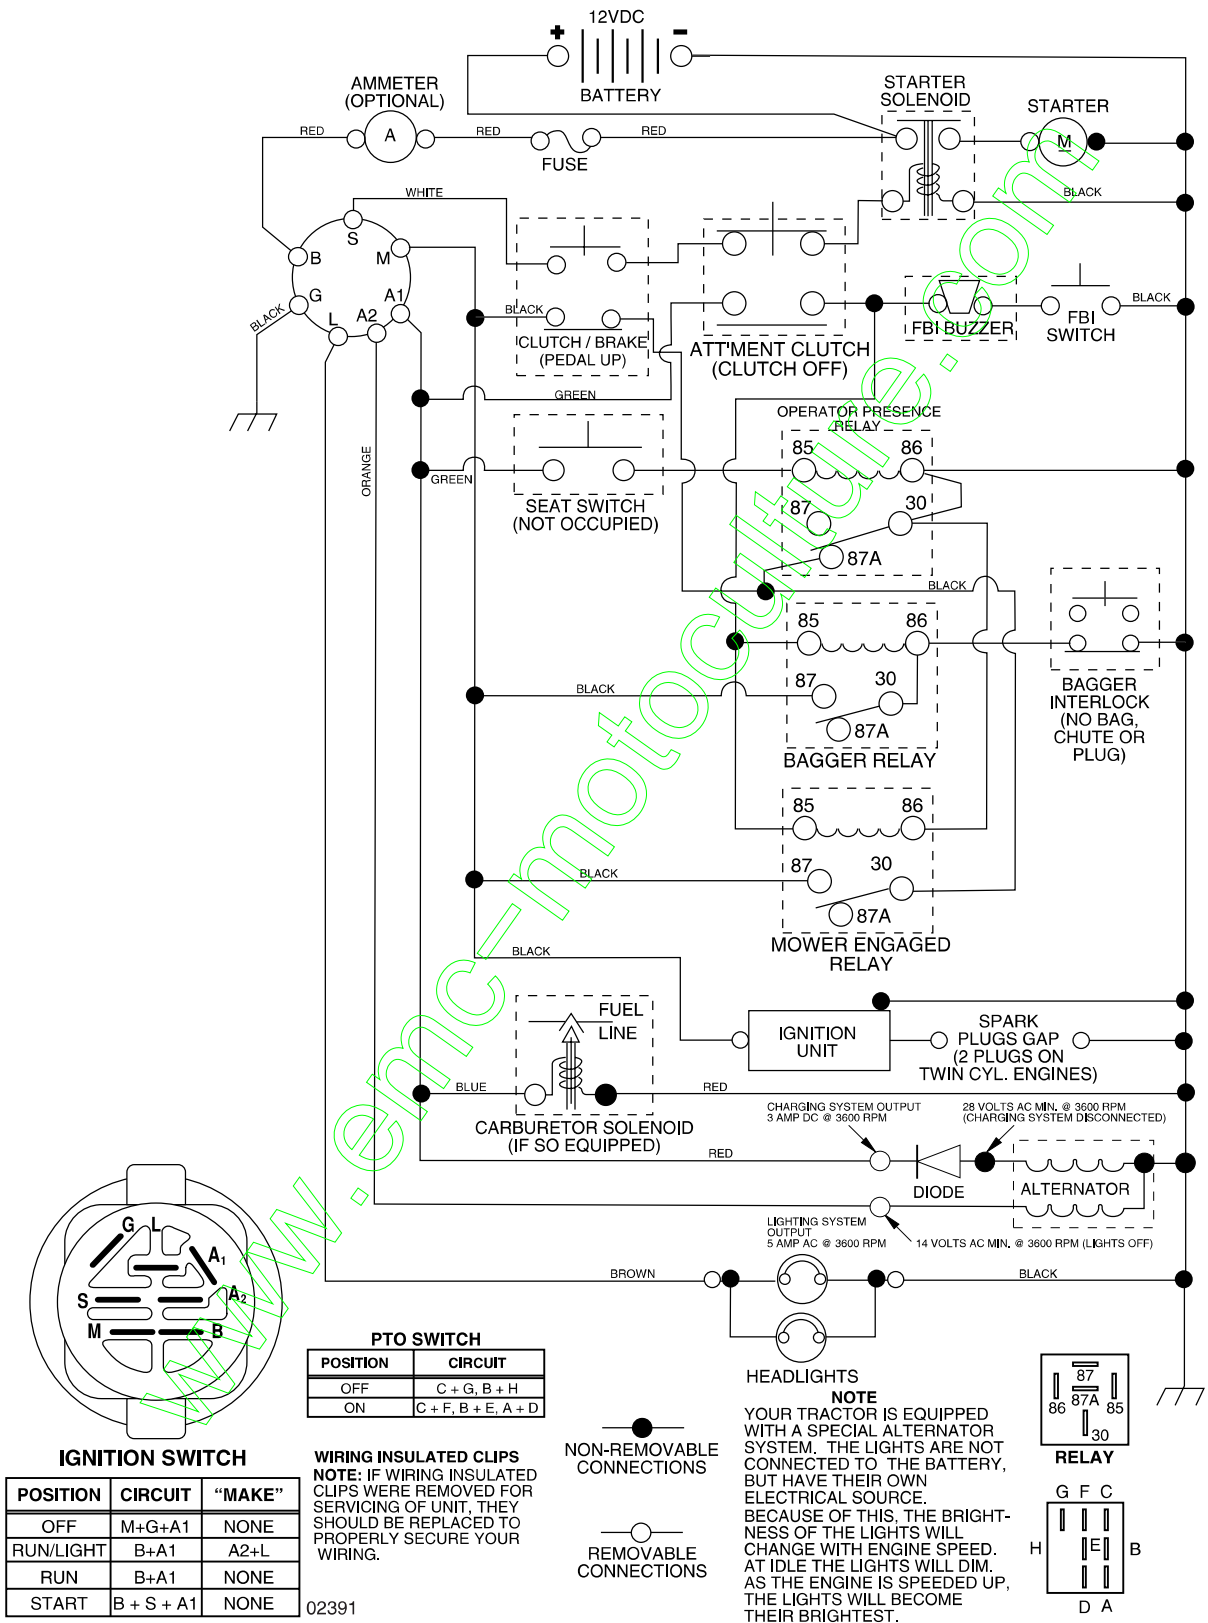 12VDC
+
-
BATTERY
AMMETER
(OPTIONAL)
A
RED
RED
FUSE
RED
STARTER
SOLENOID
STARTER
M
BLACK
WHITE
S
B
M
G
A1
L
A2
BLACK
BLACK
CLUTCH / BRAKE
(PEDAL UP)
ATT'MENT CLUTCH
(CLUTCH OFF)
FBI BUZZER
FBI
SWITCH
BLACK
GREEN
ORANGE
GREEN
SEAT SWITCH
(NOT OCCUPIED)
OPERATOR PRESENCE
RELAY
85
86
87
30
87A
BLACK
85
86
87
30
87A
BLACK
BAGGER RELAY
BAGGER
INTERLOCK
(NO BAG,
CHUTE OR
PLUG)
85
86
87
30
87A
BLACK
MOWER ENGAGED
RELAY
BLACK
FUEL
LINE
BLUE
RED
CARBURETOR SOLENOID
(IF SO EQUIPPED)
IGNITION
UNIT
SPARK
PLUGS GAP
(2 PLUGS ON
TWIN CYL. ENGINES)
CHARGING SYSTEM OUTPUT
3 AMP DC @ 3600 RPM
28 VOLTS AC MIN. @ 3600 RPM
(CHARGING SYSTEM DISCONNECTED)
RED
DIODE
ALTERNATOR
LIGHTING SYSTEM
OUTPUT
5 AMP AC @ 3600 RPM
14 VOLTS AC MIN. @ 3600 RPM (LIGHTS OFF)
BROWN
BLACK
HEADLIGHTS
www.emc-motoculture.com
G L
A1
S
A2
M
B
IGNITION SWITCH
POSITION CIRCUIT "MAKE"
OFF M+G+A1 NONE
RUN/LIGHT B+A1 A2+L
RUN B+A1 NONE
START B + S + A1 NONE
02391
PTO SWITCH
POSITION CIRCUIT
OFF C + G, B + H
ON C + F, B + E, A + D
WIRING INSULATED CLIPS
NOTE: IF WIRING INSULATED
CLIPS WERE REMOVED FOR
SERVICING OF UNIT, THEY
SHOULD BE REPLACED TO
PROPERLY SECURE YOUR
WIRING.
NON-REMOVABLE
CONNECTIONS
REMOVABLE
CONNECTIONS
NOTE
YOUR TRACTOR IS EQUIPPED
WITH A SPECIAL ALTERNATOR
SYSTEM. THE LIGHTS ARE NOT
CONNECTED TO THE BATTERY,
BUT HAVE THEIR OWN
ELECTRICAL SOURCE.
BECAUSE OF THIS, THE BRIGHT-
NESS OF THE LIGHTS WILL
CHANGE WITH ENGINE SPEED.
AT IDLE THE LIGHTS WILL DIM.
AS THE ENGINE IS SPEEDED UP,
THE LIGHTS WILL BECOME
THEIR BRIGHTEST.
87
86 87A 85
30
RELAY
G F C
H E B
D A